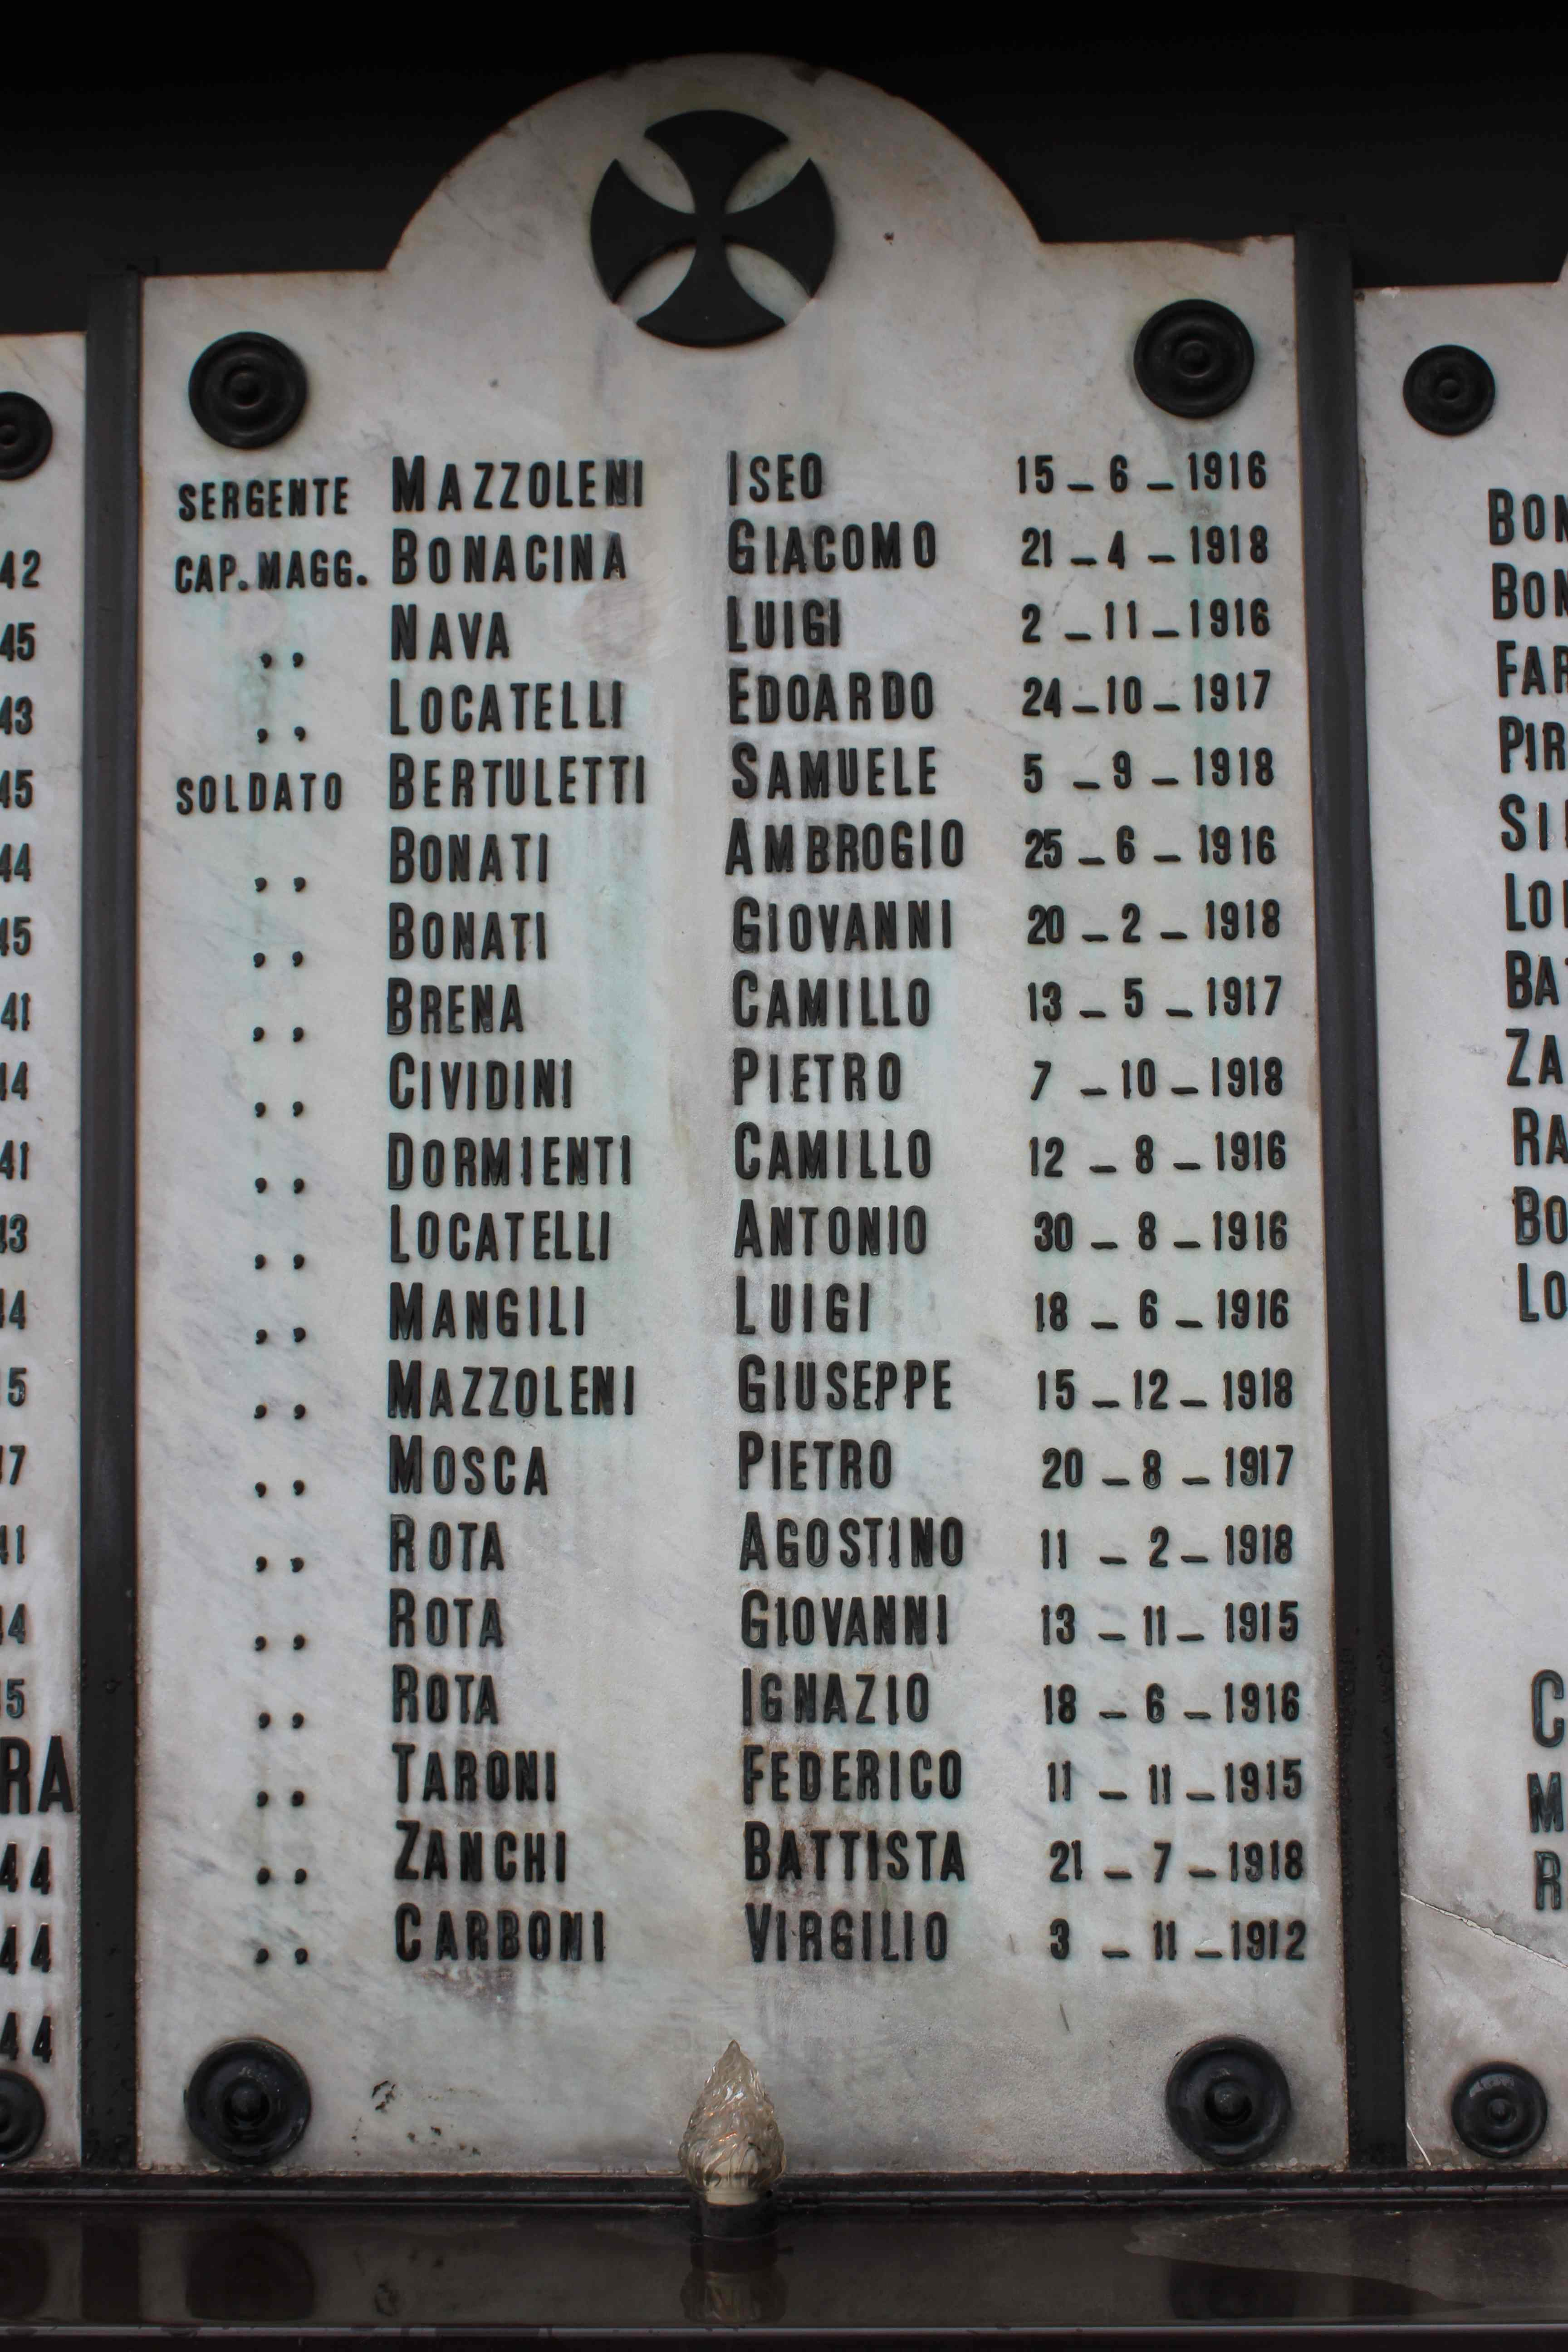 SERGENTE MAZZOLENI ISEO 15 – 6 – 1916
CAP. MAGG. BONACINA GIACOMO 21 – 4 – 1918
,, NAVA LUIGI 2 – 11 – 1916
,, LOCATELLI EDOARDO 24 – 10 – 1917
SOLDATO BERTULETTI SAMUELE 5 – 9 – 1918
,, BONATI AMBROGIO 25 – 6 – 1916
,, BONATI GIOVANNI 20 – 2 – 1918
,, BRENA CAMILLO 13 – 5 – 1917
,, CIVIDINI PIETRO 7 – 10 – 1918
,, DORMIENTI CAMILLO 12 – 8 – 1916
,, LOCATELLI ANTONIO 30 – 8 – 1916
,, MANGILI LUIGI 18 – 6 – 1916
,, MAZZOLENI GIUSEPPE 15 – 12 – 1918
,, MOSCA PIETRO 20 – 8 – 1917
,, ROTA AGOSTINO 11 – 2 – 1918
,, ROTA GIOVANNI 13 – 11 – 1915
,, ROTA IGNAZIO 18 – 6 – 1916
,, TARONI FEDERICO 11 – 11 – 1915
,, ZANCHI BATTISTA 21 – 7 – 1918
,, CARBONI VIRGILIO 3 – 11 – 1912